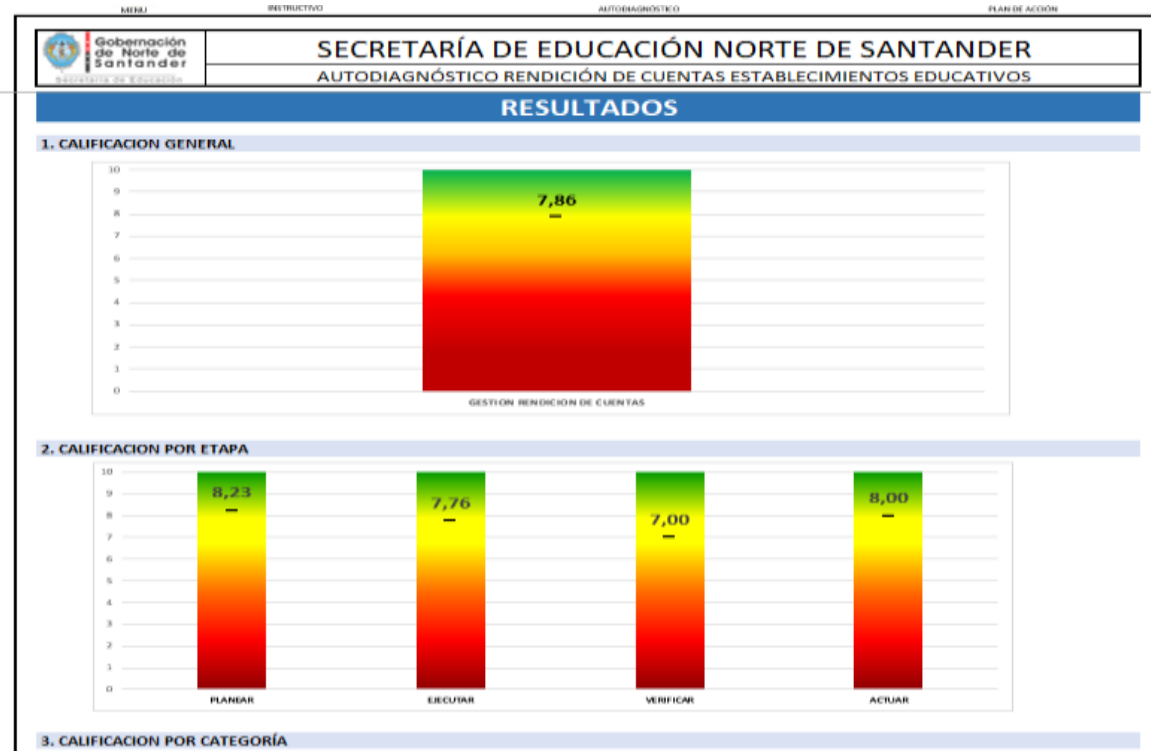 MENU INSTRUCTIVO AUTODIAGNÓSTICO PLAN DE ACCIÓN
Gobernación
de Norte de
Santander
Secretaría de Educación
SECRETARÍA DE EDUCACIÓN NORTE DE SANTANDER
AUTODIAGNÓSTICO RENDICIÓN DE CUENTAS ESTABLECIMIENTOS EDUCATIVOS
RESULTADOS
1. CALIFICACION GENERAL
10
9
8
7
6
5
4
3
2
1
0
7,86
GESTION RENDICION DE CUENTAS
2. CALIFICACION POR ETAPA
10
9
8
7
6
5
4
3
2
1
0
8,23 7,76 7,00 8,00
PLANEAR EJECUTAR VERIFICAR ACTUAR
3. CALIFICACION POR CATEGORÍA